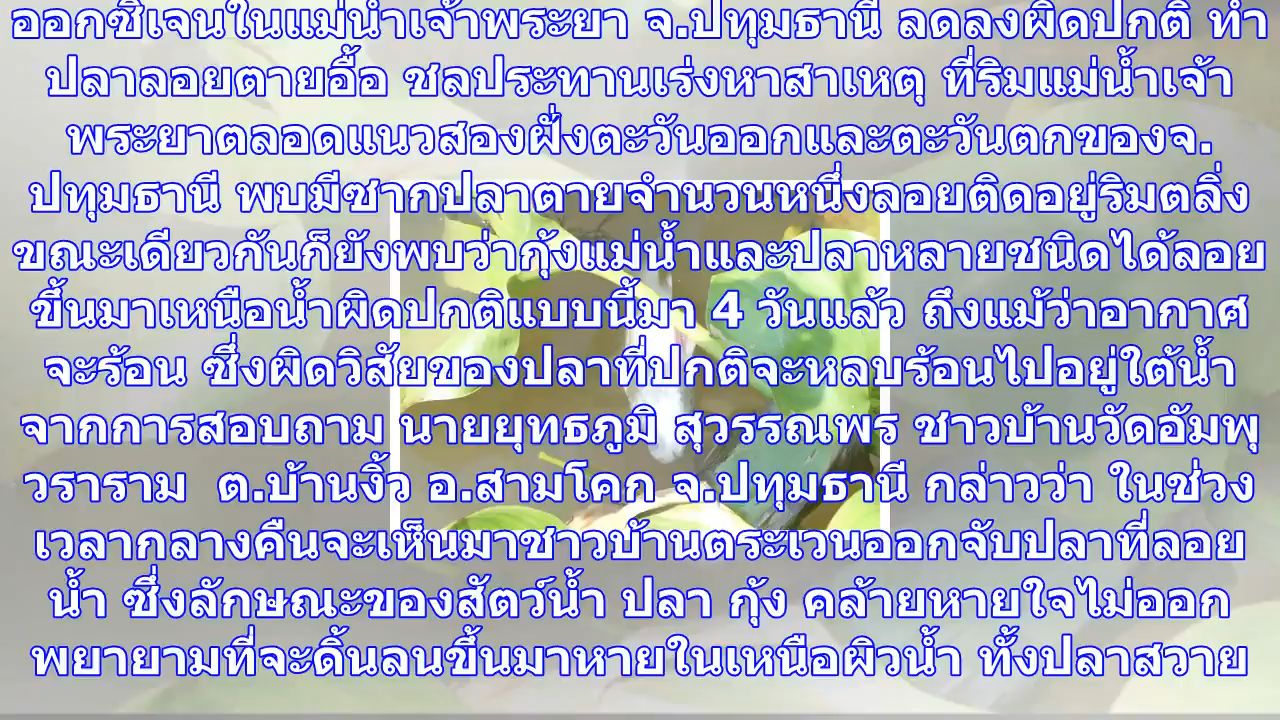 ออกซิเจนในแม่น้ำเจ้าพระยา จ.ปทุมธานี ลดลงผิดปกติ ทำ
ปลาลอยตายอื้อ ชลประทานเร่งหาสาเหตุ ที่ริมแม่น้ำเจ้า
พระยาตลอดแนวสองฝั่งตะวันออกและตะวันตกของจ.
ปทุมธานี พบมีซากปลาตายจำนวนหนึ่งลอยติดอยู่ริมตลิ่ง
ขณะเดียวกันก็ยังพบว่ากุ้งแม่น้ำและปลาหลายชนิดได้ลอย
ขึ้นมาเหนือน้ำผิดปกติแบบนี้มา 4 วันแล้ว ถึงแม้ว่าอากาศ
จะร้อน ซึ่งผิดวิสัยของปลาที่ปกติจะหลบร้อนไปอยู่ใต้น้ำ
จากการสอบถาม นายยุทธภูมิ สุวรรณพร ชาวบ้านวัดอัมพุ
วราราม ต.บ้านงิ้ว อ.สามโคก จ.ปทุมธานี กล่าวว่า ในช่วง
เวลากลางคืนจะเห็นมาชาวบ้านตระเวนออกจับปลาที่ลอย
น้ำ ซึ่งลักษณะของสัตว์น้ำ ปลา กุ้ง คล้ายหายใจไม่ออก
พยายามที่จะดิ้นลนขึ้นมาหายในเหนือผิวน้ำ ทั้งปลาสวาย